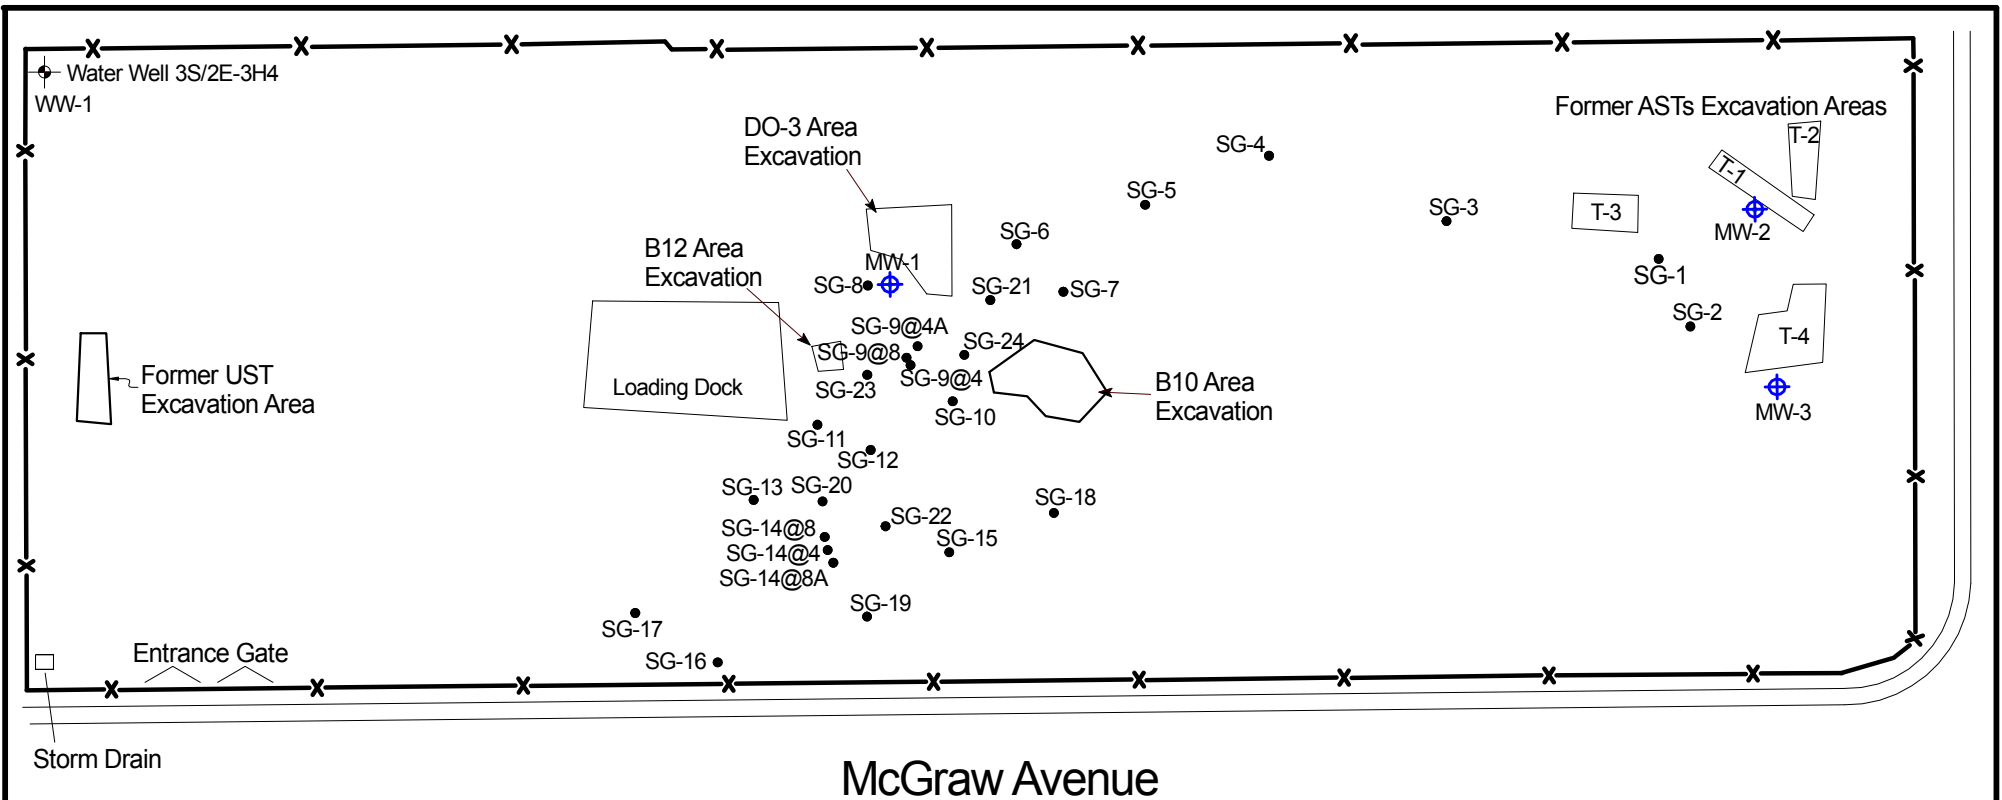 Water Well 3S/2E-3H4
WW-1
Former ASTs Excavation Areas
DO-3 Area
Excavation
T-2
SG-4
T-1
SG-5
SG-3
T-3
SG-6
MW-2
B12 Area
Excavation
MW-1
SG-8
SG-21
SG-7
SG-1
SG-2
SG-9@4A
SG-24
T-4
SG-9@8
Former UST
Excavation Area
Loading Dock
SG-23
SG-9@4
B10 Area
Excavation
SG-10
MW-3
SG-11
SG-12
SG-13
SG-20
SG-18
SG-22
SG-14@8
SG-15
SG-14@4
SG-14@8A
SG-19
SG-17
Entrance Gate
SG-16
Storm Drain
McGraw Avenue